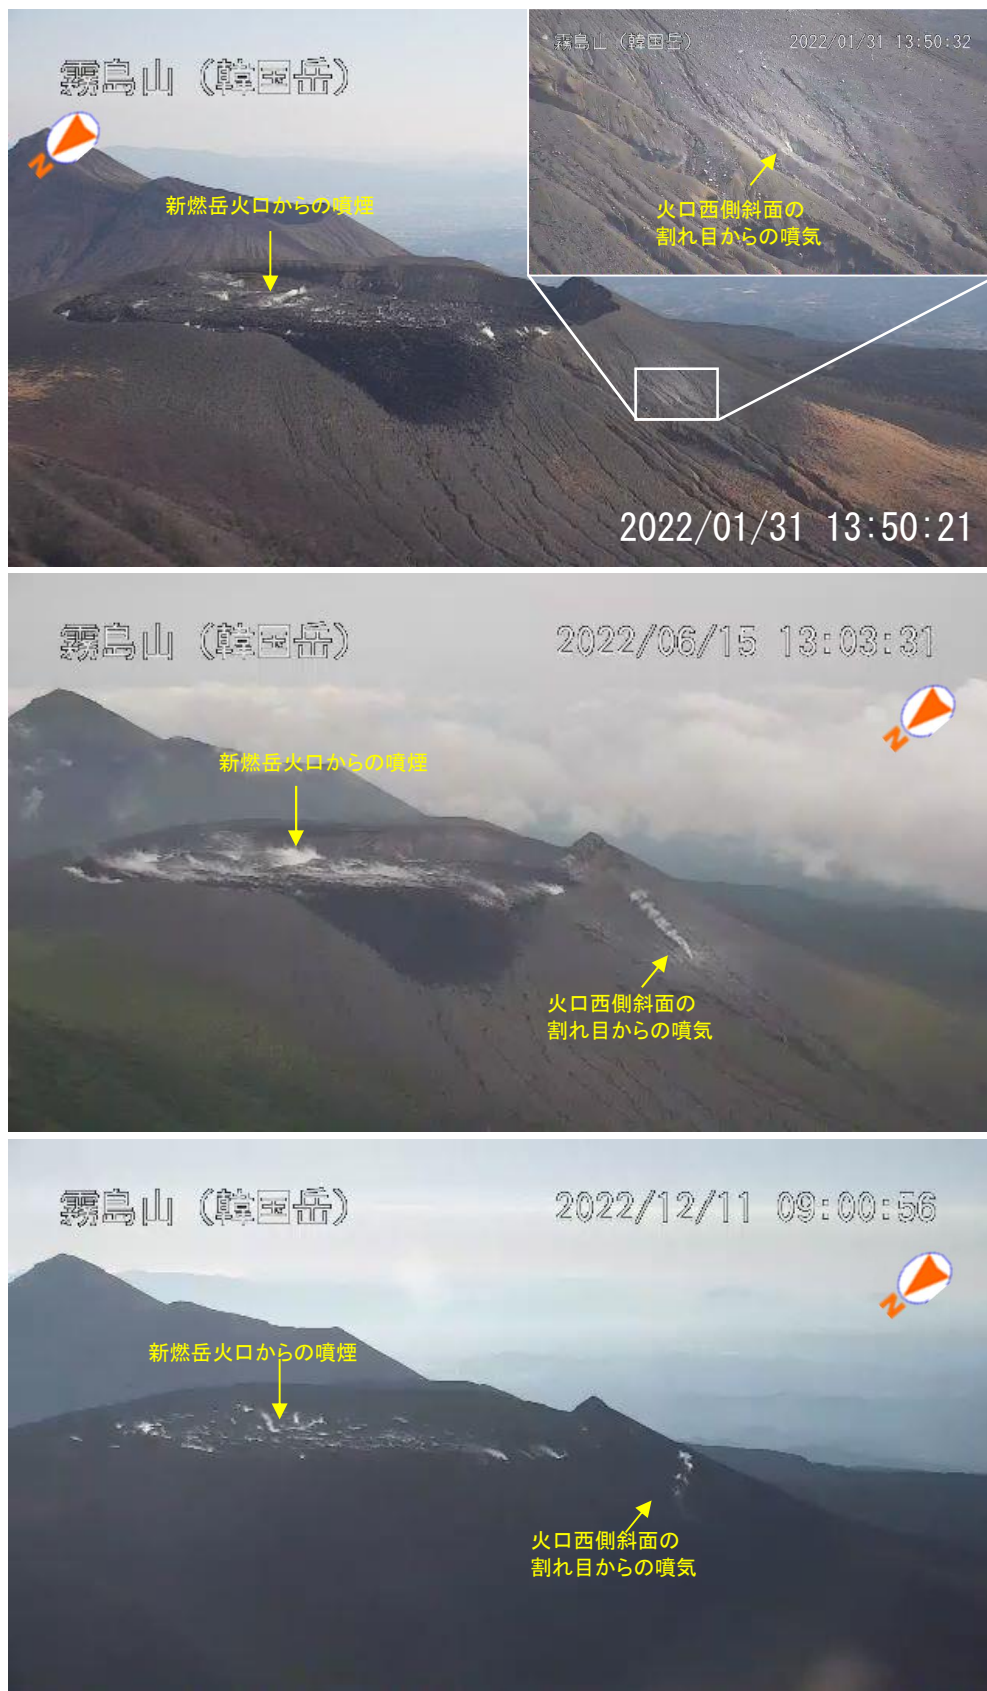 霧島山（韓国岳）
N
新燃岳火口からの噴煙
霧島山（韓国岳）
2022/01/31 13:50:32
火口西側斜面の
割れ目からの噴気
2022/01/31 13:50:21
霧島山（韓国岳）
2022/06/15 13:03:31
N
新燃岳火口からの噴煙
火口西側斜面の
割れ目からの噴気
霧島山（韓国岳）
2022/12/11 09:00:56
N
新燃岳火口からの噴煙
火口西側斜面の
割れ目からの噴気